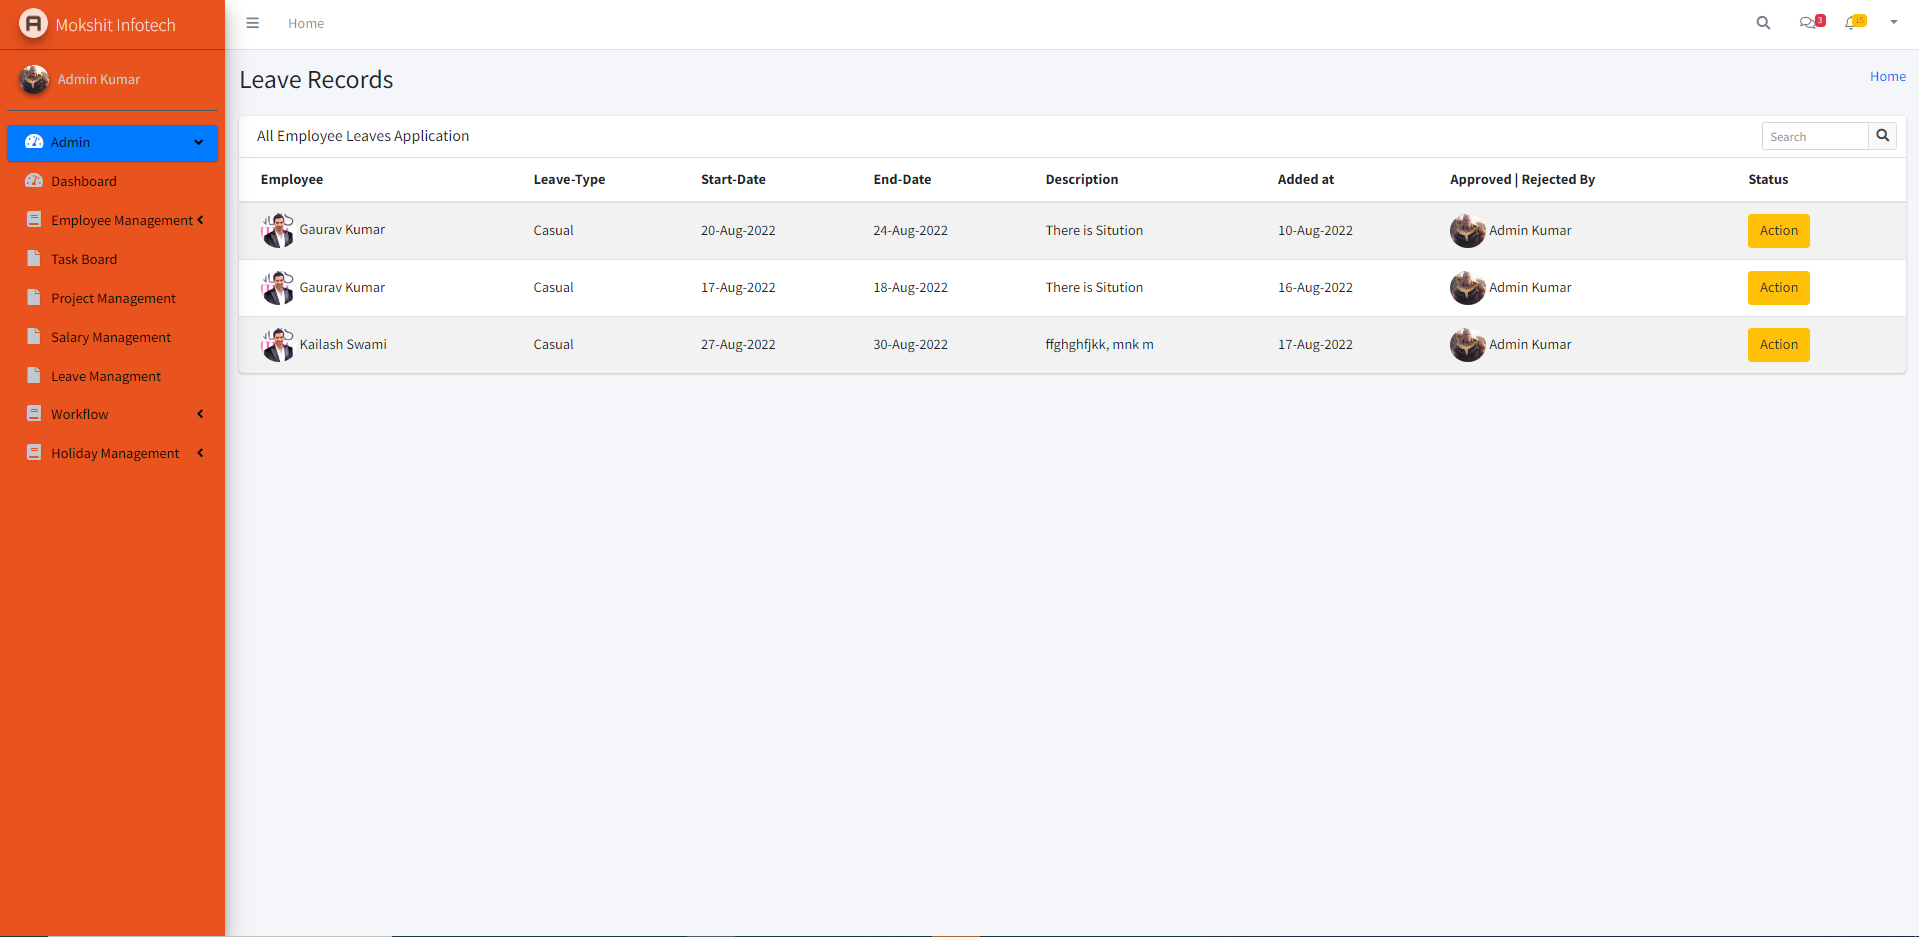 Mokshit Infotech
Home
3
15
Admin Kumar
Leave Records
Home
Admin
Dashboard
Employee Management
Task Board
Project Management
Salary Management
Leave Managment
Workflow
Holiday Management
All Employee Leaves Application
Search
Employee Leave-Type Start-Date End-Date Description Added at Approved | Rejected By Status
Gaurav Kumar Casual 20-Aug-2022 24-Aug-2022 There is Sitution 10-Aug-2022 Admin Kumar Action
Gaurav Kumar Casual 17-Aug-2022 18-Aug-2022 There is Sitution 16-Aug-2022 Admin Kumar Action
Kailash Swami Casual 27-Aug-2022 30-Aug-2022 ffghghfjkk, mnk m 17-Aug-2022 Admin Kumar Action